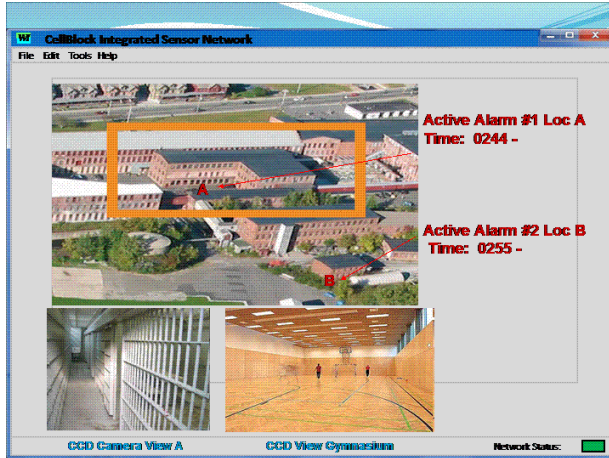 W CellBlock Integrated Sensor Network
File Edit Tools Help
Active Alarm #1 Loc A
Time: 0244 -
A
Active Alarm #2 Loc B
Time: 0255 -
B
CCD Camera View A
CCD View Gymnasium
Network Status: